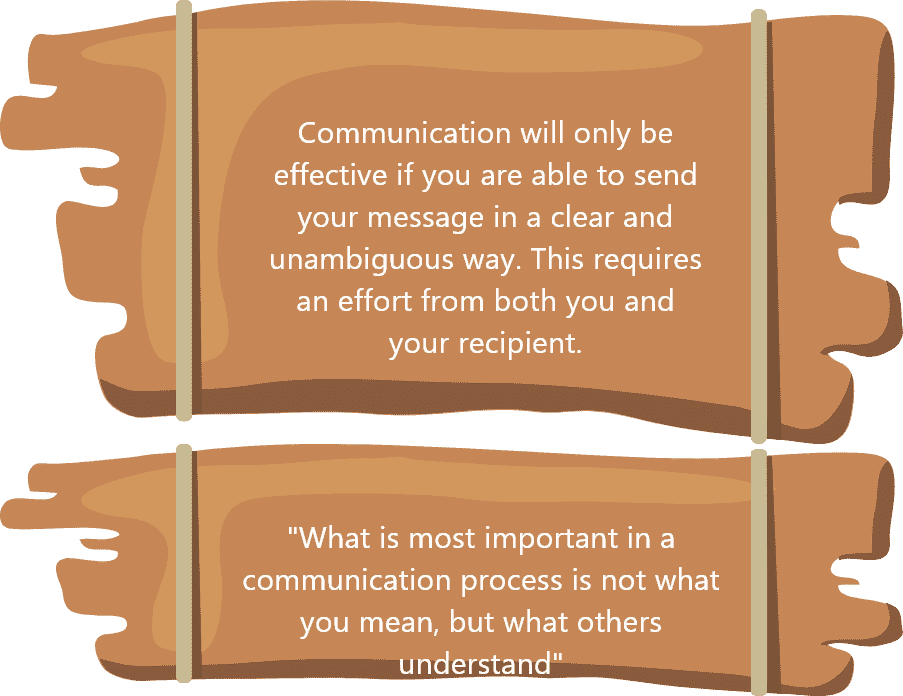 Communication will only be
effective if you are able to send
your message in a clear and
unambiguous way. This requires
an effort from both you and
your recipient.
"What is most important in a
communication process is not what
you mean, but what others
understand"